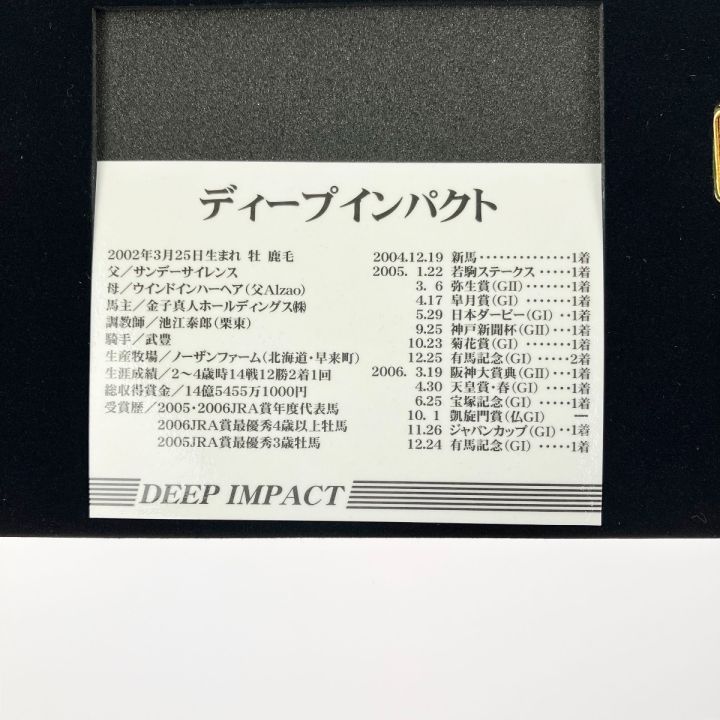 ディープインパクト
2002年3月25日生まれ 牡 鹿毛
父／サンデーサイレンス
母／ウインドインハーヘア（父Alzao）
馬主／金子真人ホールディングス㈱
調教師／池江泰郎（栗東）
騎手／武豊
生産牧場／ノーザンファーム（北海道・早来町）
生涯成績／2～4歳時14戦12勝2着1回
総収得賞金／14億5455万1000円
受賞歴／2005・2006JRA賞年度代表馬
2006JRA賞最優秀4歳以上牡馬
2005JRA賞最優秀3歳牡馬
2004.12.19 新馬・・・・・・・・・・・・・・1着
2005. 1.22 若駒ステークス・・・・・1着
3. 6 弥生賞（GII）・・・・・・・1着
4.17 皐月賞（GI）・・・・・・・・1着
5.29 日本ダービー（GI）・・1着
9.25 神戸新聞杯（GII）・・・1着
10.23 菊花賞（GI）・・・・・・・・1着
12.25 有馬記念（GI）・・・・・2着
2006. 3.19 阪神大賞典（GII）・・・1着
4.30 天皇賞・春（GI）・・・・1着
6.25 宝塚記念（GI）・・・・・1着
10. 1 凱旋門賞（仏GI） ー
11.26 ジャパンカップ（GI）・・1着
12.24 有馬記念（GI）・・・・・1着
DEEP IMPACT